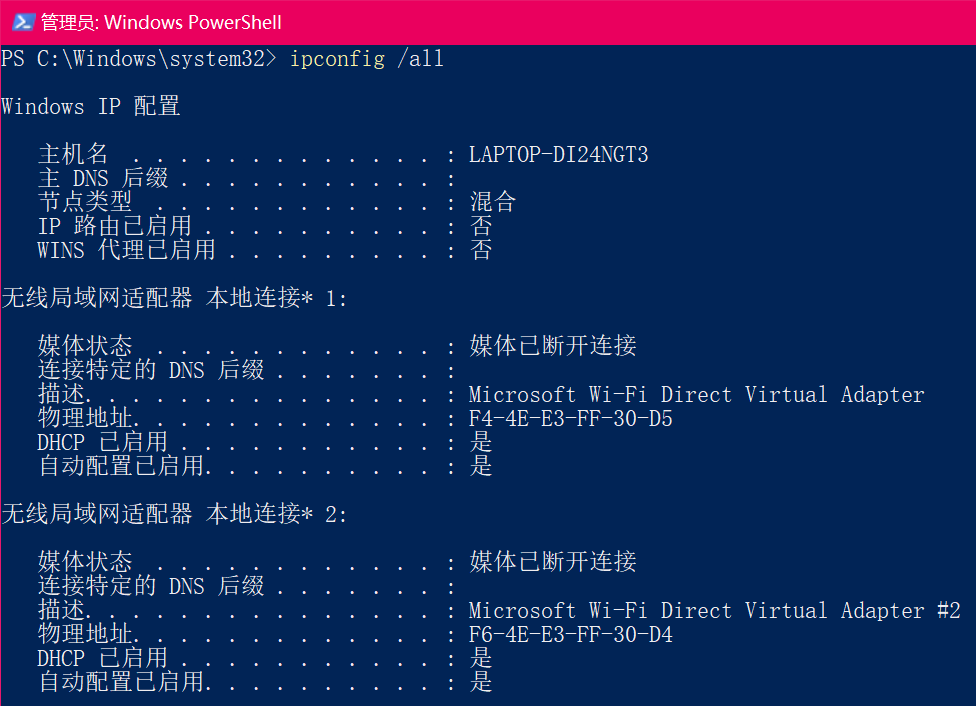 管理员: Windows PowerShell
PS C:\Windows\system32> ipconfig /all
Windows IP 配置
主机名 . . . . . . . . . . . . . : LAPTOP-DI24NGT3
主 DNS 后缀 . . . . . . . . . . . :
节点类型 . . . . . . . . . . . . : 混合
IP 路由已启用 . . . . . . . . . . : 否
WINS 代理已启用 . . . . . . . . . : 否
无线局域网适配器 本地连接* 1:
媒体状态 . . . . . . . . . . . . : 媒体已断开连接
连接特定的 DNS 后缀 . . . . . . . :
描述. . . . . . . . . . . . . . . : Microsoft Wi-Fi Direct Virtual Adapter
物理地址. . . . . . . . . . . . . : F4-4E-E3-FF-30-D5
DHCP 已启用 . . . . . . . . . . . : 是
自动配置已启用. . . . . . . . . . : 是
无线局域网适配器 本地连接* 2:
媒体状态 . . . . . . . . . . . . : 媒体已断开连接
连接特定的 DNS 后缀 . . . . . . . :
描述. . . . . . . . . . . . . . . : Microsoft Wi-Fi Direct Virtual Adapter #2
物理地址. . . . . . . . . . . . . : F6-4E-E3-FF-30-D4
DHCP 已启用 . . . . . . . . . . . : 是
自动配置已启用. . . . . . . . . . : 是